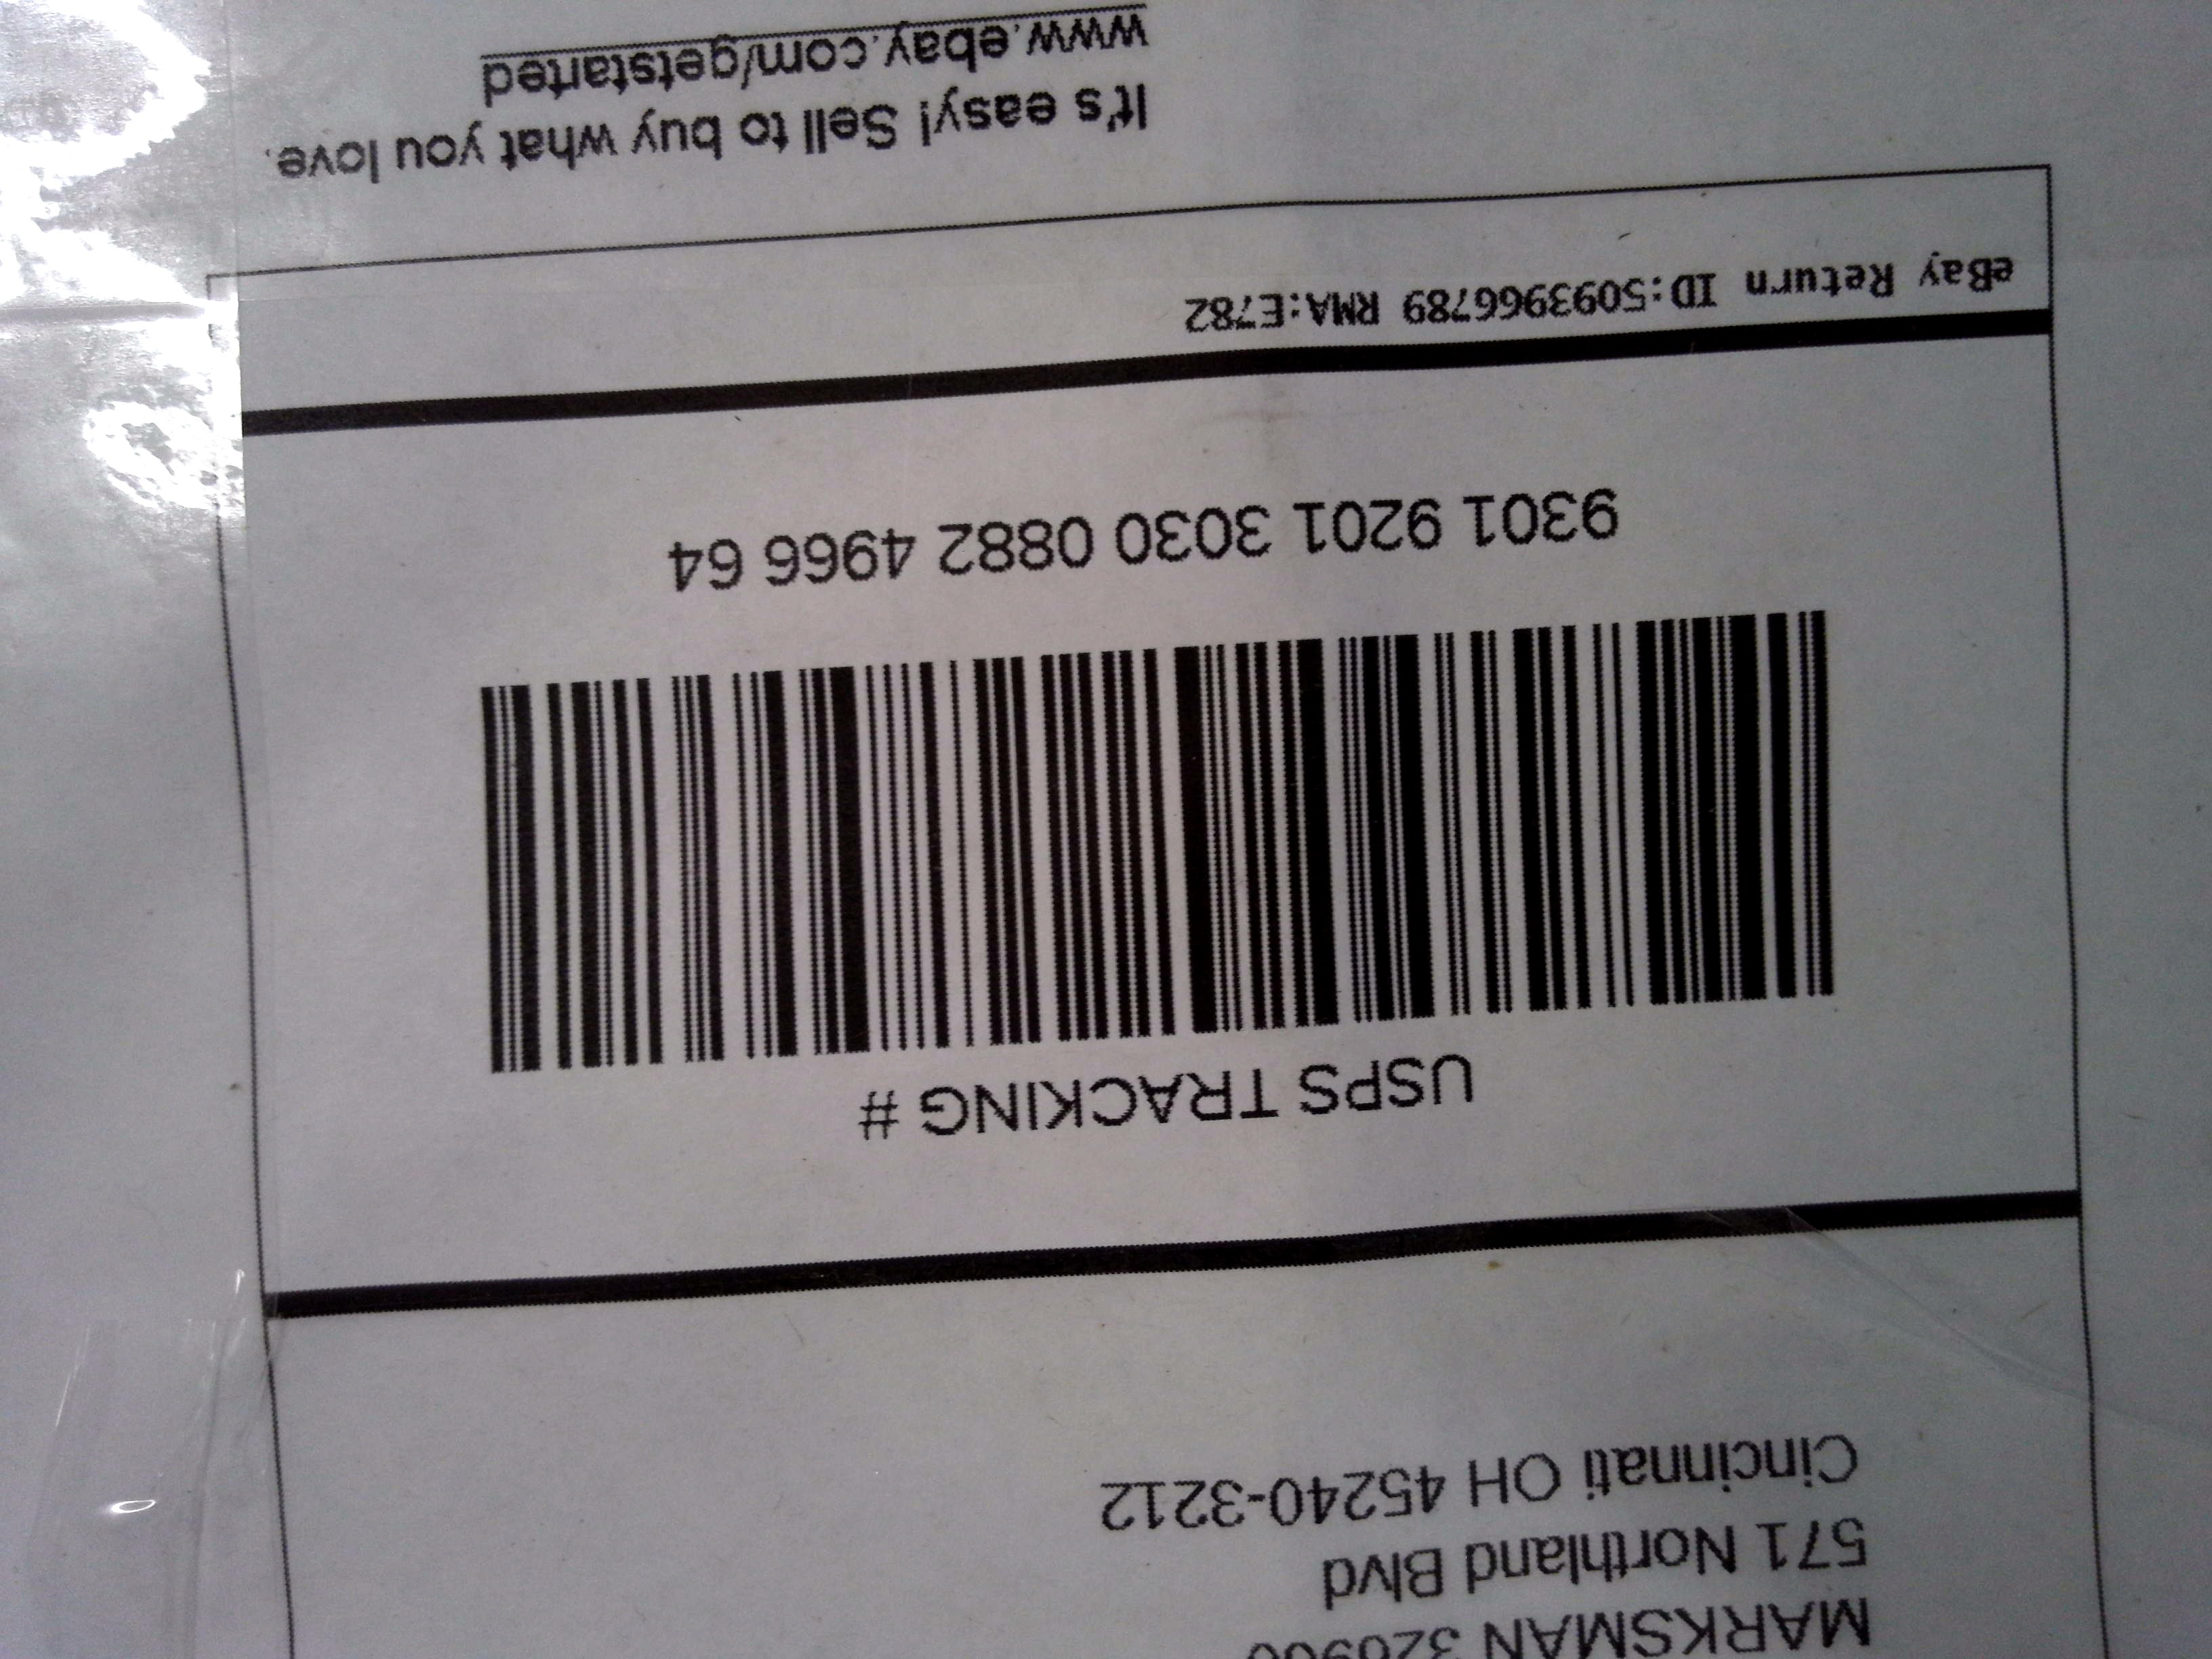 MARKSMAN
571 Northland Blvd
Cincinnati OH 45240-3212
USPS TRACKING #
9301 9201 3030 0882 4966 64
eBay Return ID:5093966789 RMA:E782
It's easy! Sell to buy what you love.
www.ebay.com/getstarted